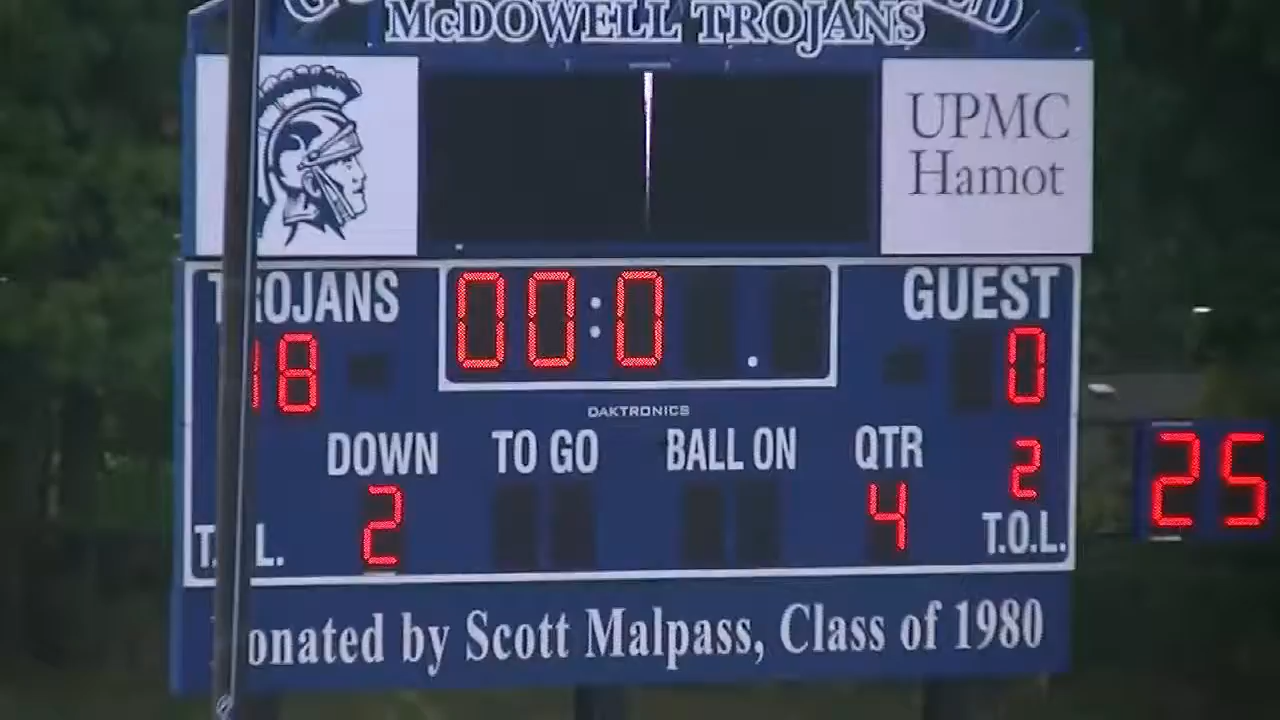 McDOWELL TROJANS
UPMC
Hamot
TROJANS
00:0
GUEST
18
0
DAKTRONICS
DOWN
TO GO
BALL ON
QTR
2
25
2
4
T.O.L.
T.O.L.
onated by Scott Malpass, Class of 1980